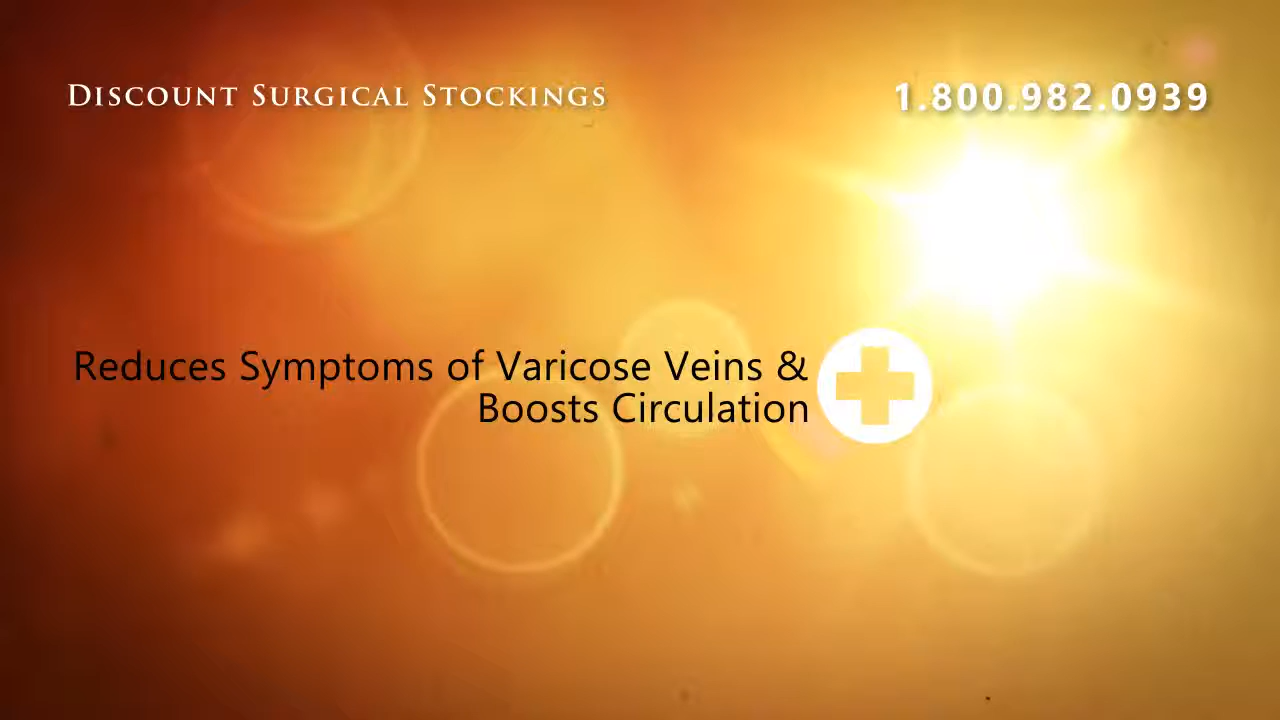 Discount Surgical Stockings
1.800.982.0939
Reduces Symptoms of Varicose Veins &
Boosts Circulation